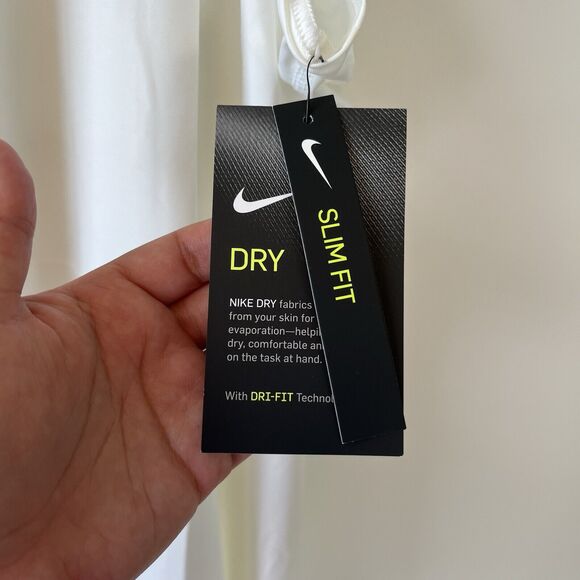 DRY
NIKE DRY fabrics
from your skin for
evaporation—helpi
dry, comfortable an
on the task at hand.
With DRI-FIT Techno
SLIM FIT